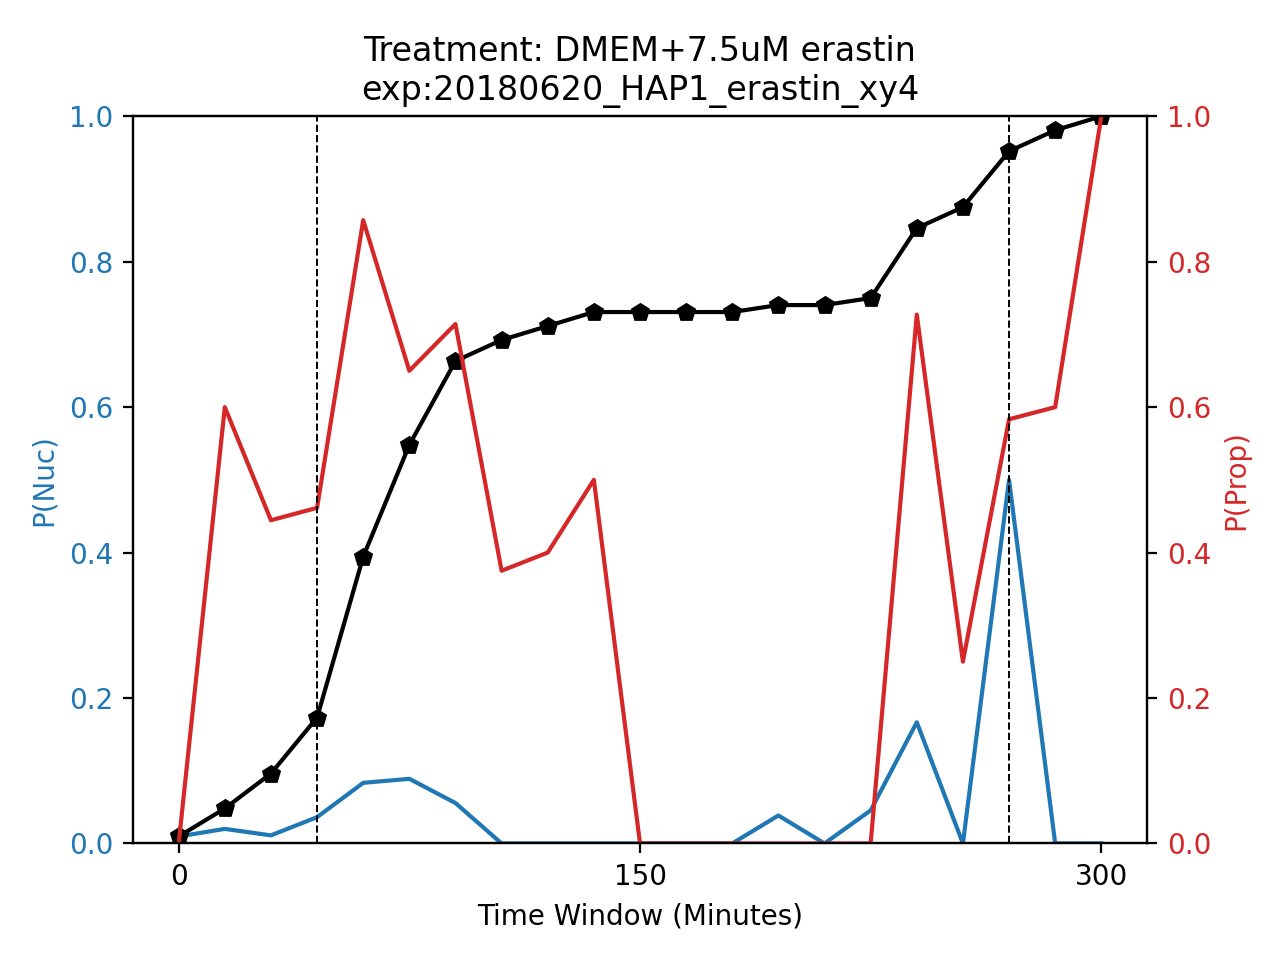 Treatment: DMEM+7.5uM erastin
exp:20180620_HAP1_erastin_xy4
1.0
0.8
0.6
0.4
0.2
0.0
P(Nuc)
1.0
0.8
0.6
0.4
0.2
0.0
P(Prop)
0 150 300
Time Window (Minutes)